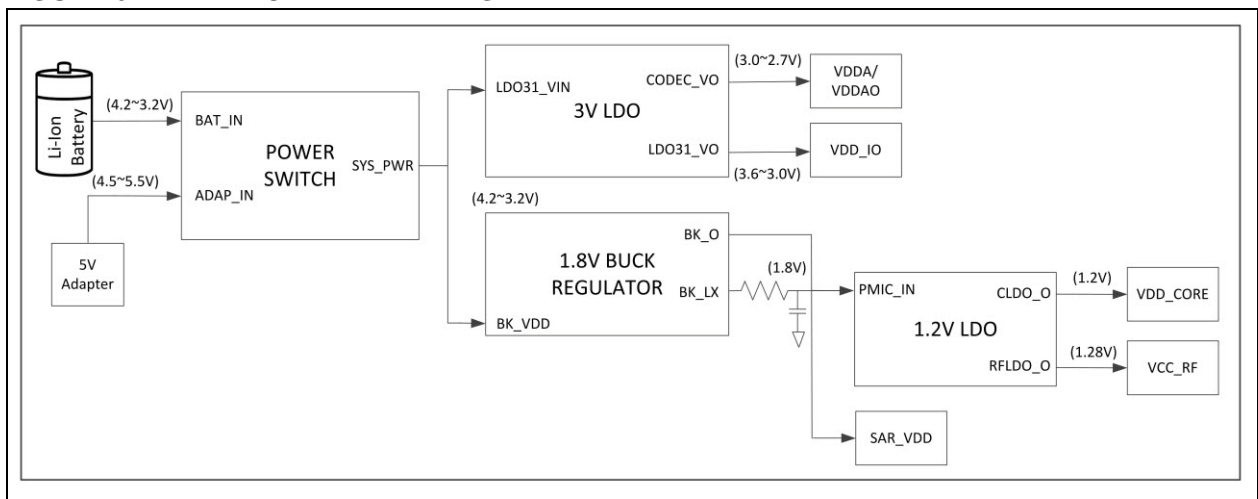 Li-Ion
Battery
(4.2~3.2V)
BAT_IN
(4.5~5.5V)
ADAP_IN
5V
Adapter
POWER
SWITCH
SYS_PWR
LDO31_VIN
3V LDO
CODEC_VO
LDO31_VO
(3.0~2.7V)
VDDA/
VDDAO
VDD_IO
(3.6~3.0V)
(4.2~3.2V)
BK_O
1.8V BUCK
REGULATOR
BK_LX
BK_VDD
(1.8V)
PMIC_IN
1.2V LDO
CLDO_O
RFLDO_O
(1.2V)
VDD_CORE
(1.28V)
VCC_RF
SAR_VDD